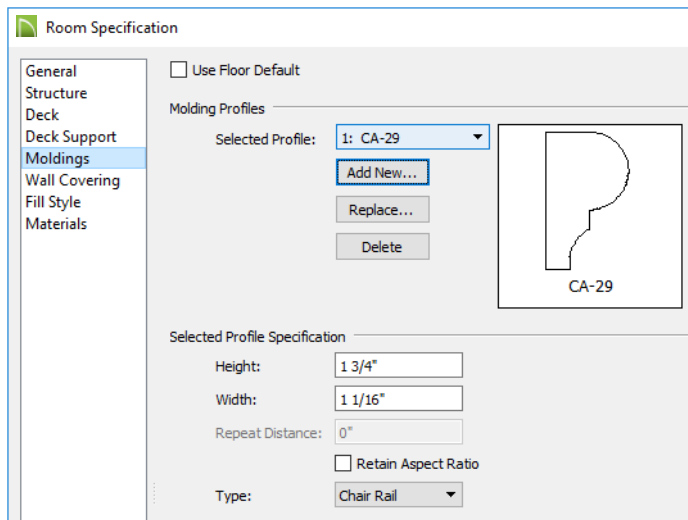 Room Specification
General
Structure
Deck
Deck Support
Moldings
Wall Covering
Fill Style
Materials
Use Floor Default
Molding Profiles
Selected Profile: 1: CA-29
Add New...
Replace...
Delete
CA-29
Selected Profile Specification
Height: 1 3/4"
Width: 1 1/16"
Repeat Distance: 0"
Retain Aspect Ratio
Type: Chair Rail